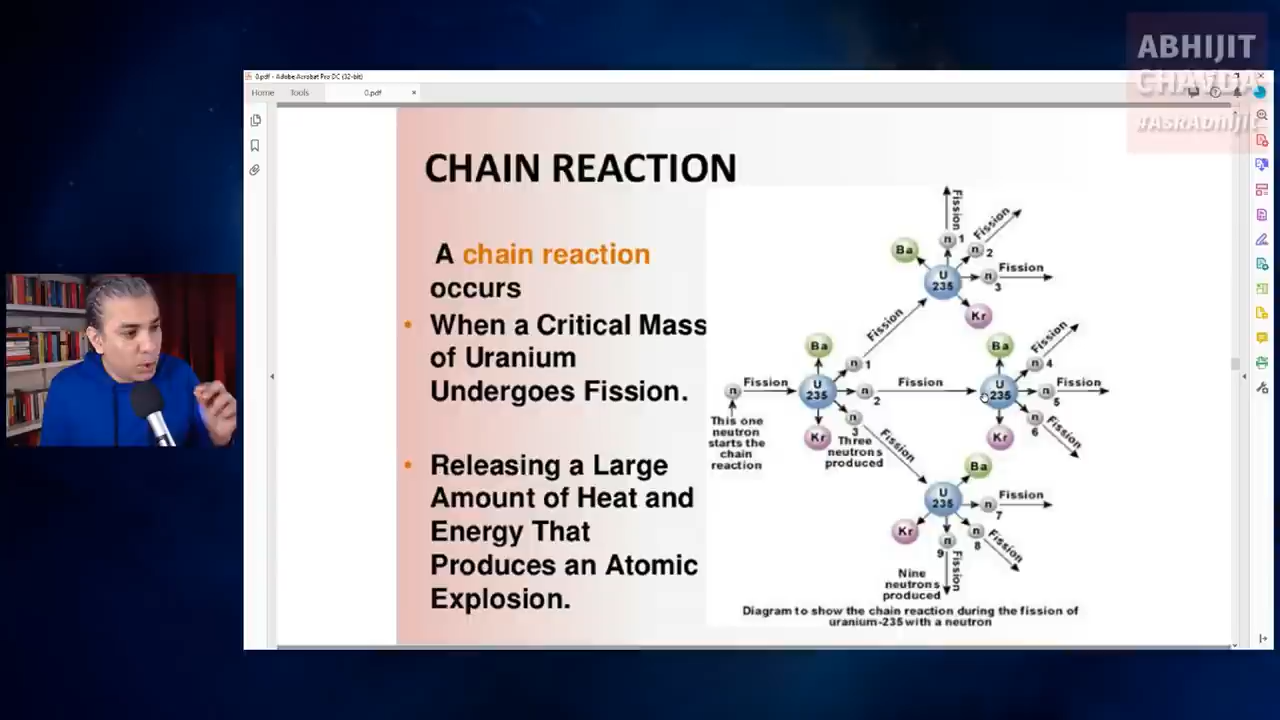 ABHIJIT
CHAVDA
#AskAbhijit
0.pdf - Adobe Acrobat Pro DC (32-bit)
Home Tools 0.pdf ×
CHAIN REACTION
A chain reaction
occurs
• When a Critical Mass
of Uranium
Undergoes Fission.
• Releasing a Large
Amount of Heat and
Energy That
Produces an Atomic
Explosion.
Fission
n 1
Fission
n 2
Fission
n 3
Ba
U
235
Kr
Fission
Ba
n 1
n Fission
U
235
n 2
Fission
n
3
Kr
Fission
This one
neutron
starts the
chain
reaction
Three
neutrons
produced
Ba
Fission
n 4
U
235
n Fission
5
n
6
Fission
Kr
Ba
U
235
n Fission
7
Kr
n
8
Fission
n
9
Fission
Nine
neutrons
produced
Diagram to show the chain reaction during the fission of
uranium-235 with a neutron